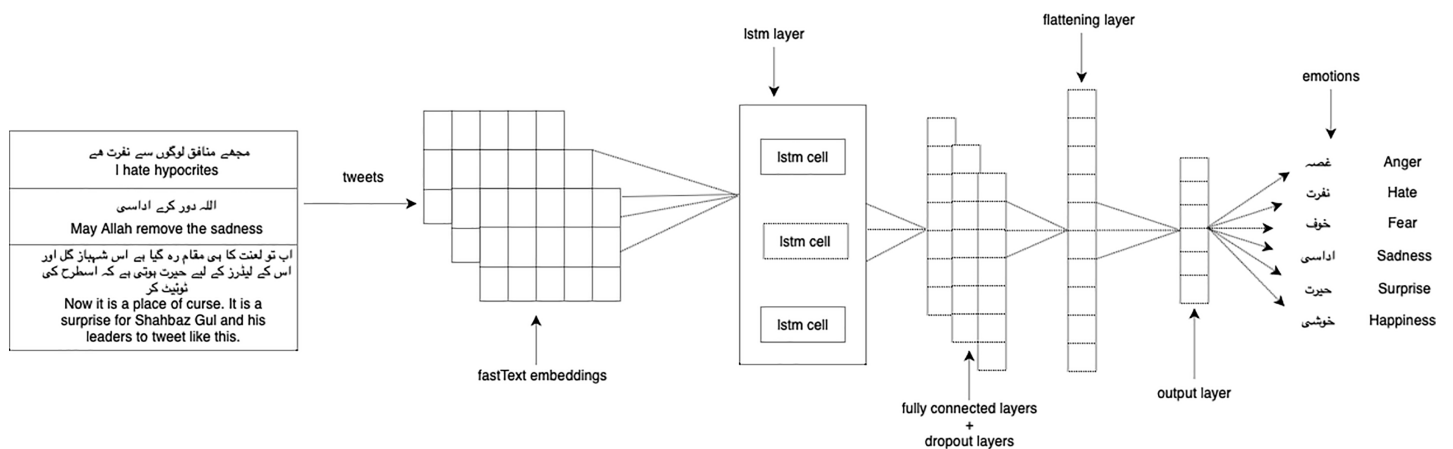 مجھے منافق لوگوں سے نفرت ھے
I hate hypocrites
اللہ دور کرے اداسی
May Allah remove the sadness
اب تو لعنت کا ہی مقام رہ گیا ہے اس شہباز گل اور
اس کے لیڈرز کے لیے حیرت ہوتی ہے کہ اسطرح کی
ٹوئیٹ کر
Now it is a place of curse. It is a
surprise for Shahbaz Gul and his
leaders to tweet like this.
tweets
fastText embeddings
lstm layer
lstm cell
lstm cell
lstm cell
fully connected layers
+
dropout layers
flattening layer
output layer
emotions
غصہ Anger
نفرت Hate
خوف Fear
اداسی Sadness
حیرت Surprise
خوشی Happiness